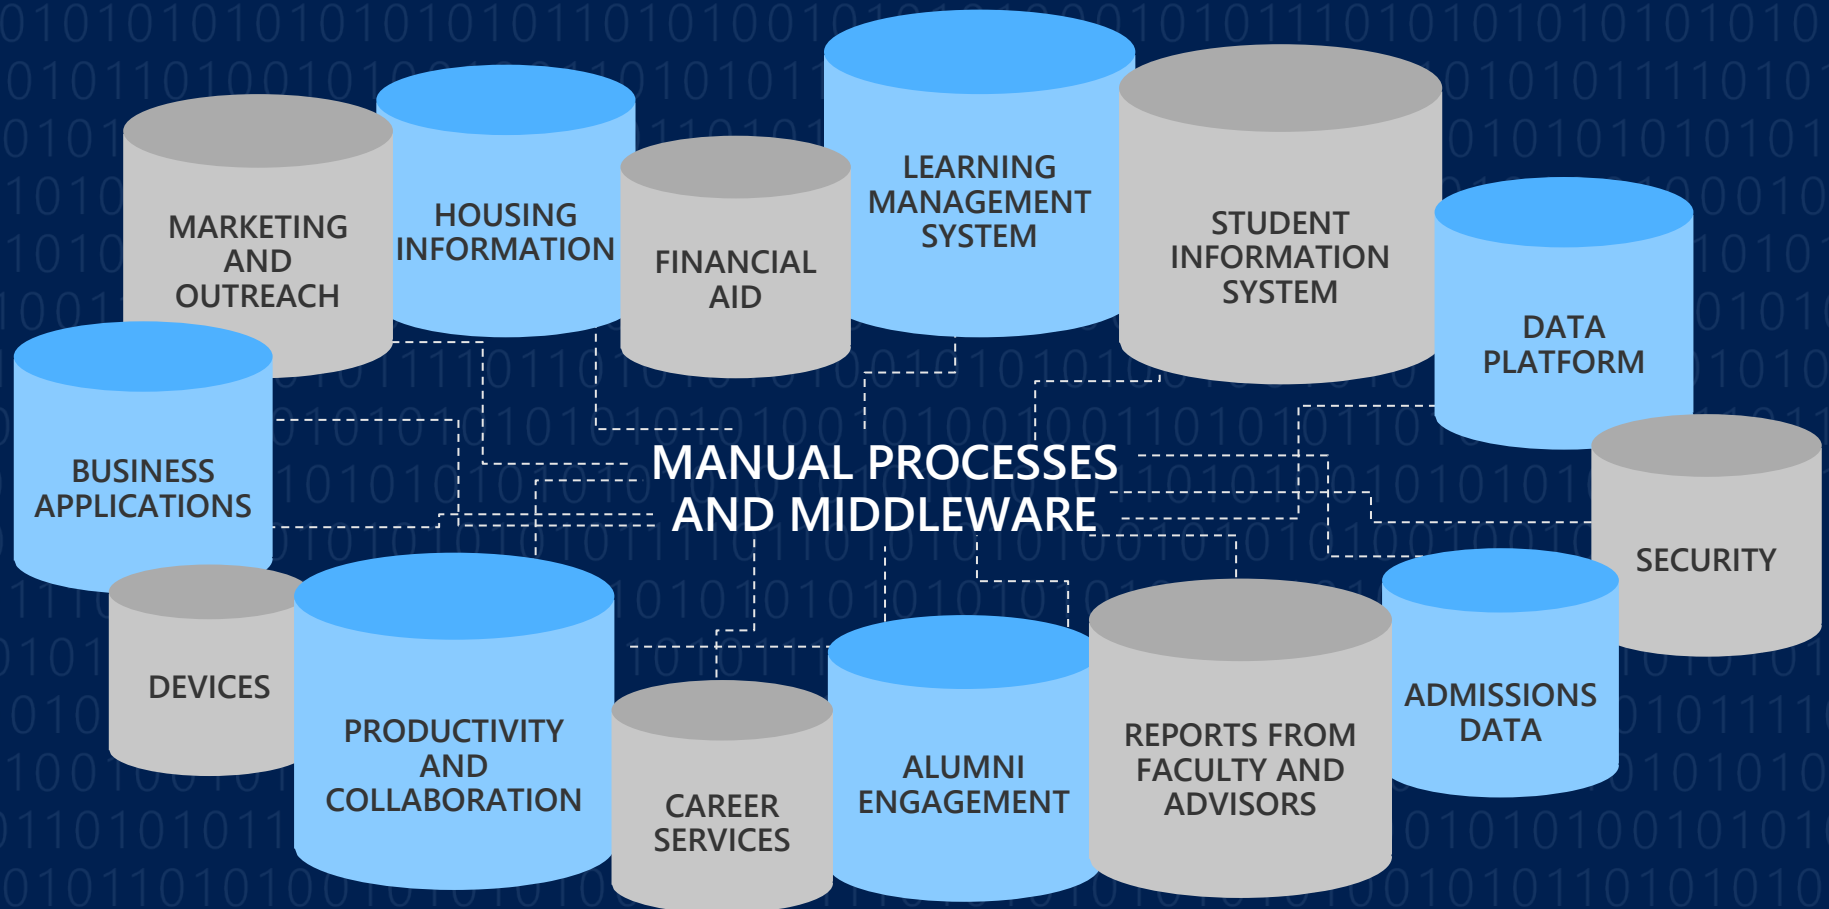 MARKETING
AND
OUTREACH
HOUSING
INFORMATION
FINANCIAL
AID
LEARNING
MANAGEMENT
SYSTEM
STUDENT
INFORMATION
SYSTEM
DATA
PLATFORM
BUSINESS
APPLICATIONS
MANUAL PROCESSES
AND MIDDLEWARE
SECURITY
DEVICES
PRODUCTIVITY
AND
COLLABORATION
CAREER
SERVICES
ALUMNI
ENGAGEMENT
REPORTS FROM
FACULTY AND
ADVISORS
ADMISSIONS
DATA